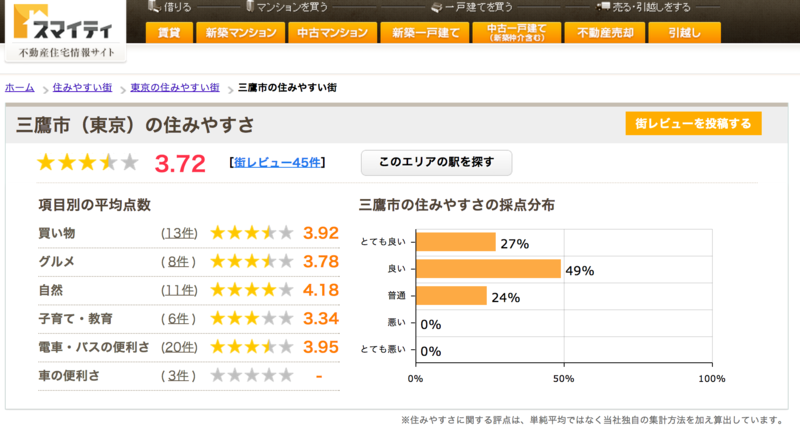 スマイティ
不動産住宅情報サイト
借りる
マンションを買う
一戸建てを買う
売る・引越しをする
賃貸
新築マンション
中古マンション
新築一戸建て
中古一戸建て
(新築仲介含む)
不動産売却
引越し
ホーム
住みやすい街
東京の住みやすい街
三鷹市の住みやすい街
三鷹市（東京）の住みやすさ
街レビューを投稿する
3.72
[街レビュー45件]
このエリアの駅を探す
項目別の平均点数
買い物 (13件) 3.92
グルメ ( 8件 ) 3.78
自然 (11件) 4.18
子育て・教育 ( 6件 ) 3.34
電車・バスの便利さ (20件) 3.95
車の便利さ ( 3件 ) -
三鷹市の住みやすさの採点分布
とても良い 27%
良い 49%
普通 24%
悪い 0%
とても悪い 0%
0% 50% 100%
※住みやすさに関する評点は、単純平均ではなく当社独自の集計方法を加え算出しています。